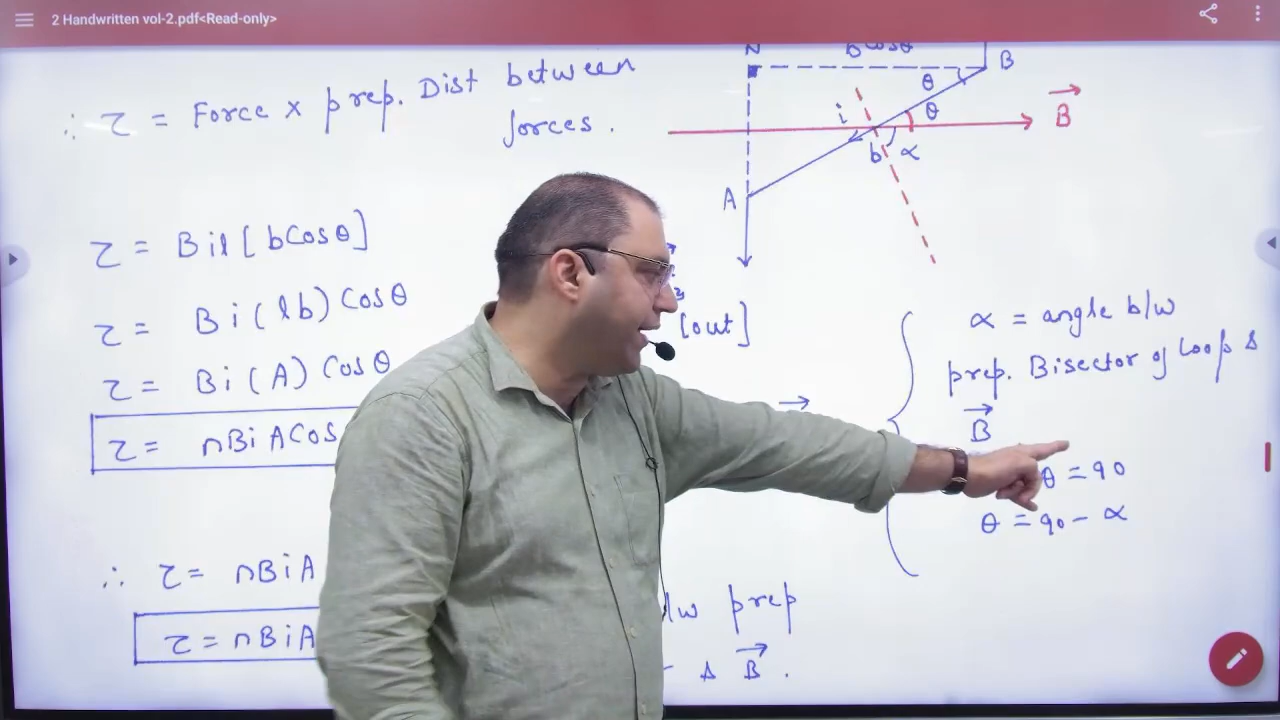 2 Handwritten vol-2.pdf<Read-only>
N bcosθ B
∴ τ = Force x prep. Dist between
forces.
θ
θ
i
B
b α
A
τ = Bil [bCosθ]
τ = Bi(lb) Cosθ
[out]
τ = Bi(A) Cosθ
τ = nBiACos
α = angle b/w
prep. Bisector of loop &
B
θ = 90
θ = 90 - α
∴ τ = nBiA
τ = nBiA
/w prep
& B.